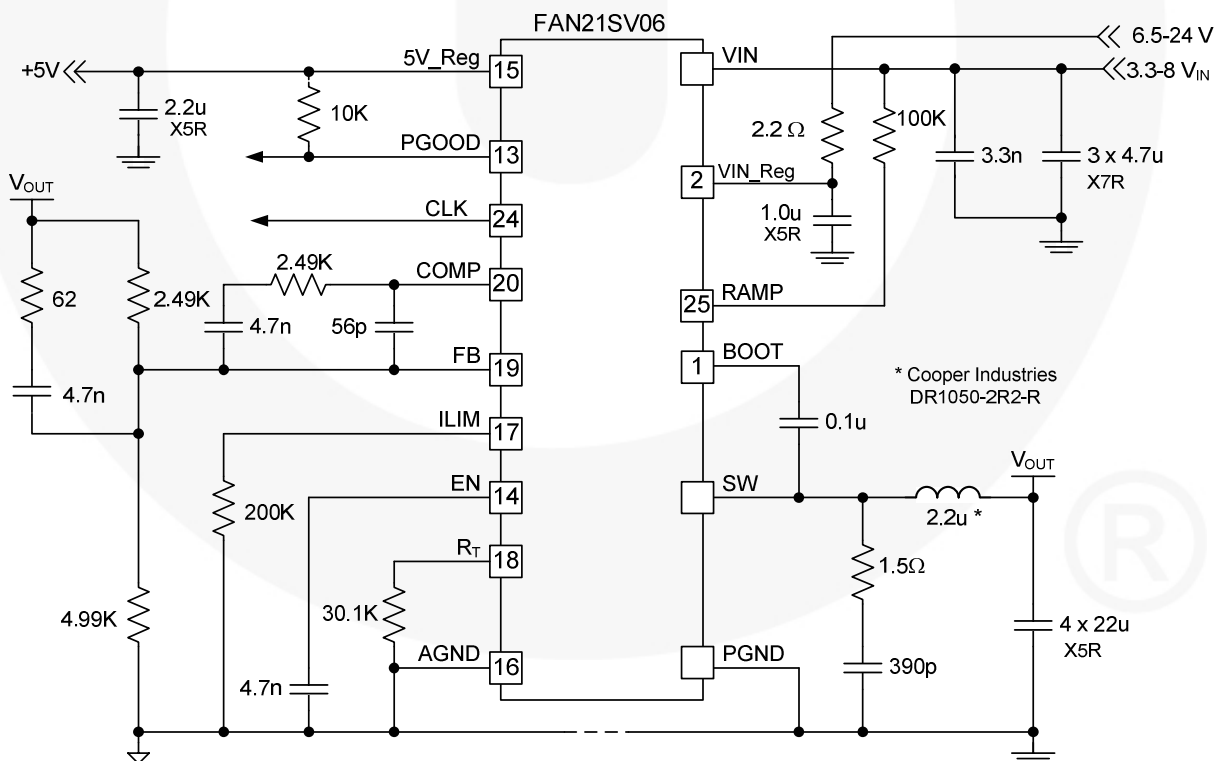 FAN21SV06
+5V
5V_Reg
15
VIN
6.5-24 V
3.3-8 VIN
2.2u
X5R
10K
2.2 Ω
100K
PGOOD
13
3.3n
3 x 4.7u
X7R
2
VIN_Reg
VOUT
CLK
24
1.0u
X5R
2.49K
COMP
20
62
2.49K
RAMP
25
4.7n
56p
BOOT
1
FB
19
* Cooper Industries
DR1050-2R2-R
4.7n
ILIM
17
0.1u
VOUT
EN
14
SW
200K
2.2u *
RT
18
1.5Ω
30.1K
4.99K
4 x 22u
X5R
AGND
16
PGND
390p
4.7n
®